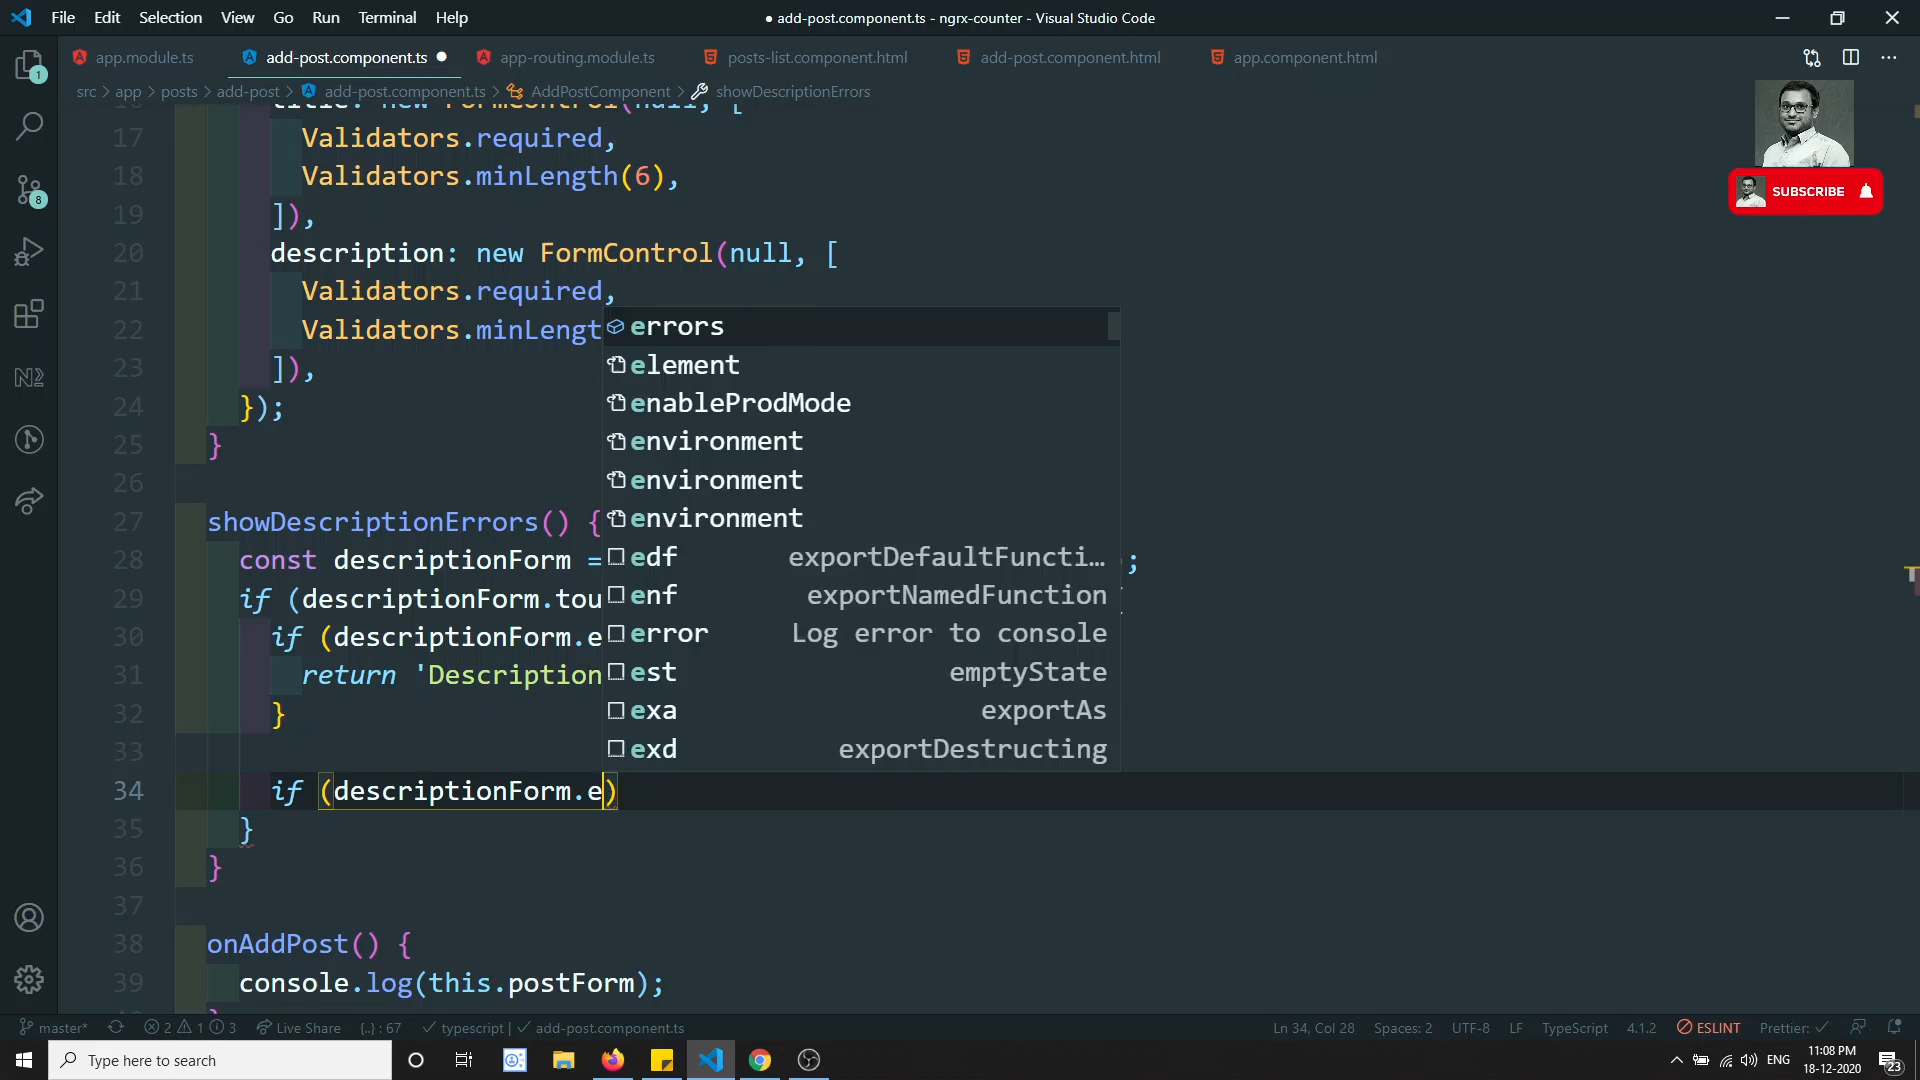 File Edit Selection View Go Run Terminal Help
● add-post.component.ts - ngrx-counter - Visual Studio Code
app.module.ts add-post.component.ts app-routing.module.ts posts-list.component.html add-post.component.html app.component.html
src > app > posts > add-post > add-post.component.ts > AddPostComponent > showDescriptionErrors
1
SUBSCRIBE
16 title: new FormControl(null, [
17 Validators.required,
18 Validators.minLength(6),
19 ]),
20 description: new FormControl(null, [
21 Validators.required,
22 Validators.minLengt
23 ]),
24 });
25 }
26
27 showDescriptionErrors() {
28 const descriptionForm = ;
29 if (descriptionForm.tou
30 if (descriptionForm.e
31 return 'Description
32 }
33
34 if (descriptionForm.e)
35 }
36 }
37
38 onAddPost() {
39 console.log(this.postForm);
errors
element
enableProdMode
environment
environment
environment
edf exportDefaultFuncti…
enf exportNamedFunction
error Log error to console
est emptyState
exa exportAs
exd exportDestructing
8
master* 2 1 3 Live Share {..} : 67 typescript | add-post.component.ts
Ln 34, Col 28 Spaces: 2 UTF-8 LF TypeScript 4.1.2 ESLINT Prettier:
Type here to search
ENG
11:08 PM
18-12-2020
23